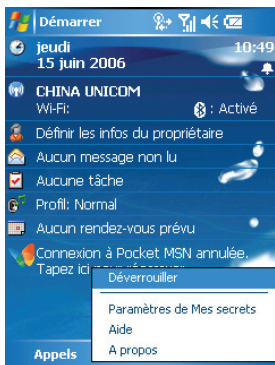 Démarrer
jeudi 10:49
15 juin 2006
CHINA UNICOM
Wi-Fi: : Activé
Définir les infos du propriétaire
Aucun message non lu
Aucune tâche
Profil: Normal
Aucun rendez-vous prévu
Connexion à Pocket MSN annulée.
Tapez ici
Déverrouiller
Paramètres de Mes secrets
Aide
A propos
Appels